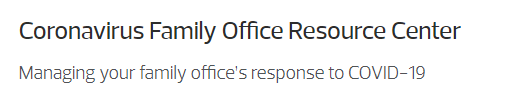 Coronavirus Family Office Resource Center
Managing your family office's response to COVID-19